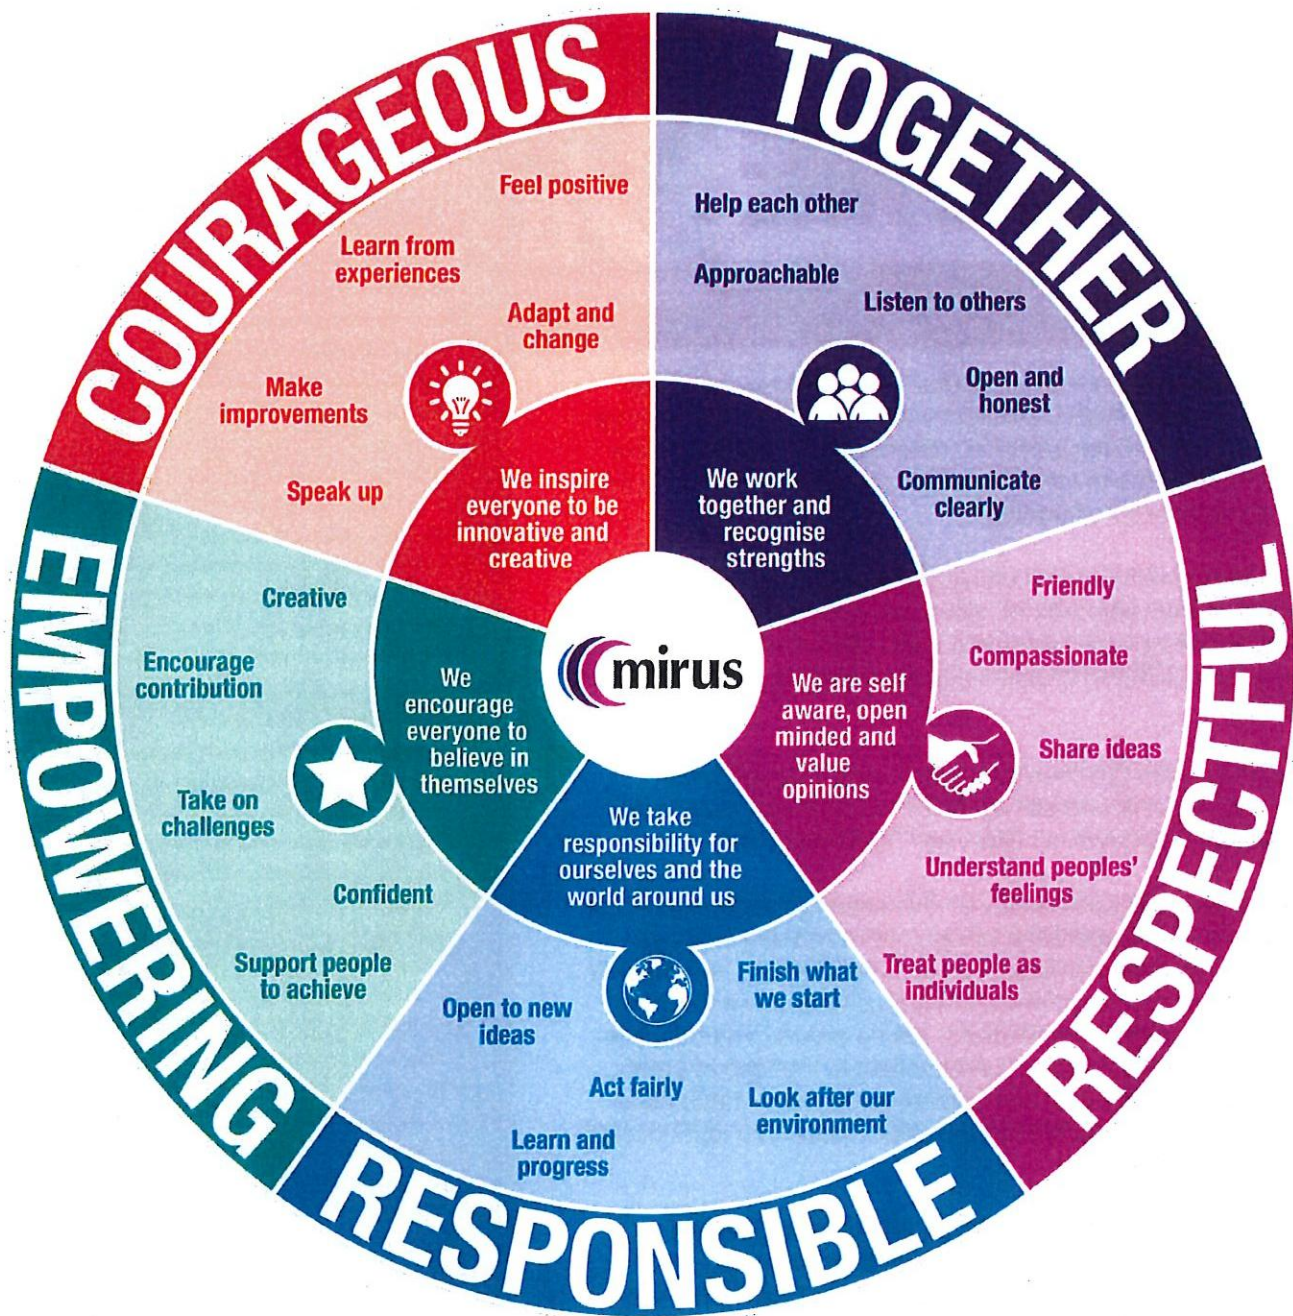 COURAGEOUS
Feel positive
Learn from
experiences
Adapt and
change
Make
improvements
Speak up
We inspire
everyone to be
innovative and
creative
TOGETHER
Help each other
Approachable
Listen to others
Open and
honest
Communicate
clearly
We work
together and
recognise
strengths
RESPECTFUL
Friendly
Compassionate
Share ideas
Understand peoples'
feelings
Treat people as
individuals
We are self
aware, open
minded and
value
opinions
RESPONSIBLE
Finish what
we start
Open to new
ideas
Act fairly
Look after our
environment
Learn and
progress
We take
responsibility for
ourselves and the
world around us
EMPOWERING
Creative
Encourage
contribution
Take on
challenges
Confident
Support people
to achieve
We
encourage
everyone to
believe in
themselves
mirus